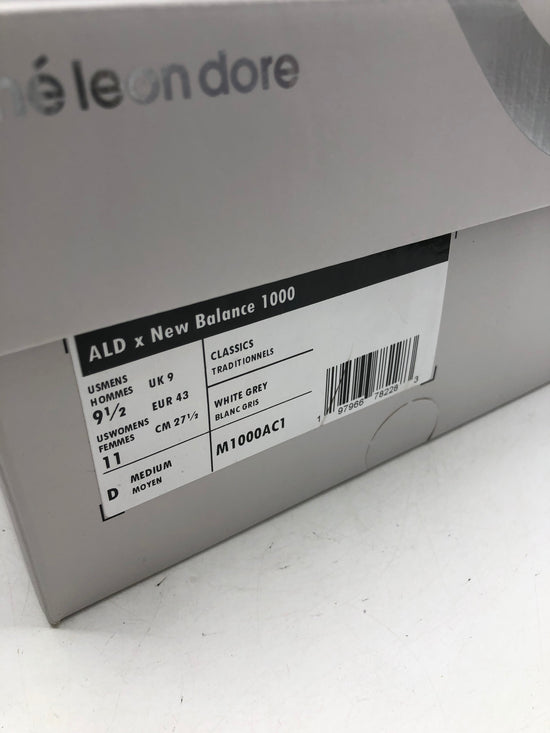 é leon dore
ALD x New Balance 1000
USMENS
HOMMES
9½
UK 9
EUR 43
CM 27½
USWOMENS
FEMMES
11
D
MEDIUM
MOYEN
CLASSICS
TRADITIONNELS
WHITE GREY
BLANC GRIS
M1000AC1
1 97966 78228 3